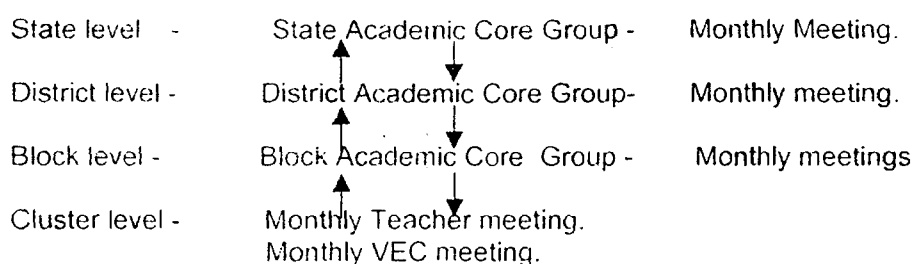 State level - State Academic Core Group - Monthly Meeting.
District level - District Academic Core Group- Monthly meeting.
Block level - Block Academic Core Group - Monthly meetings
Cluster level - Monthly Teacher meeting.
Monthly VEC meeting.